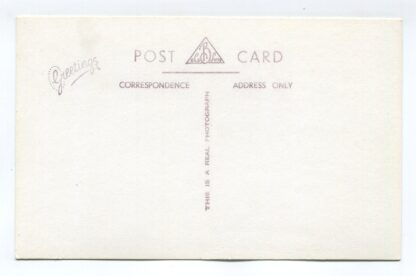 POST CARD
Greetings
CORRESPONDENCE ADDRESS ONLY
THIS IS A REAL PHOTOGRAPH